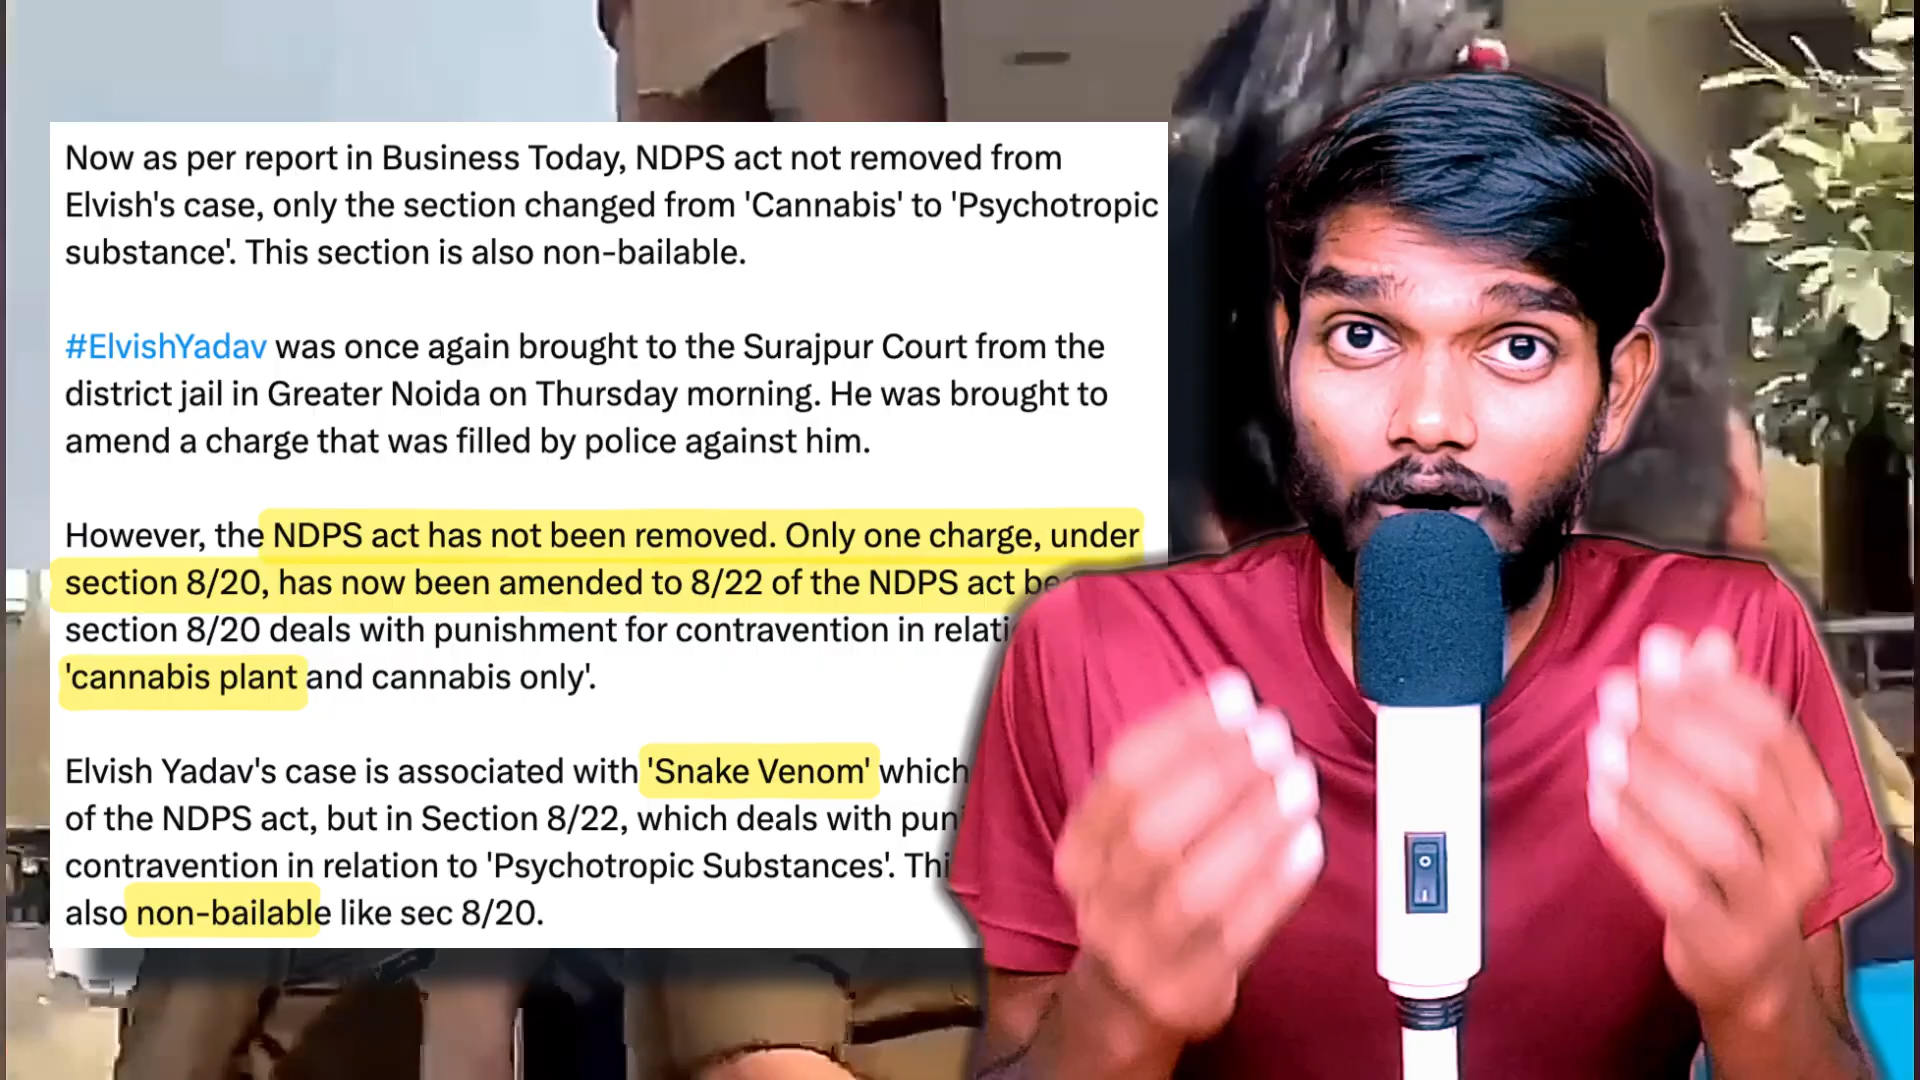 Now as per report in Business Today, NDPS act not removed from
Elvish's case, only the section changed from 'Cannabis' to 'Psychotropic
substance'. This section is also non-bailable.
#ElvishYadav was once again brought to the Surajpur Court from the
district jail in Greater Noida on Thursday morning. He was brought to
amend a charge that was filled by police against him.
However, the NDPS act has not been removed. Only one charge, under
section 8/20, has now been amended to 8/22 of the NDPS act
section 8/20 deals with punishment for contravention in
'cannabis plant and cannabis only'.
Elvish Yadav's case is associated with 'Snake Venom' which
of the NDPS act, but in Section 8/22, which deals with
contravention in relation to 'Psychotropic Substances'.
also non-bailable like sec 8/20.